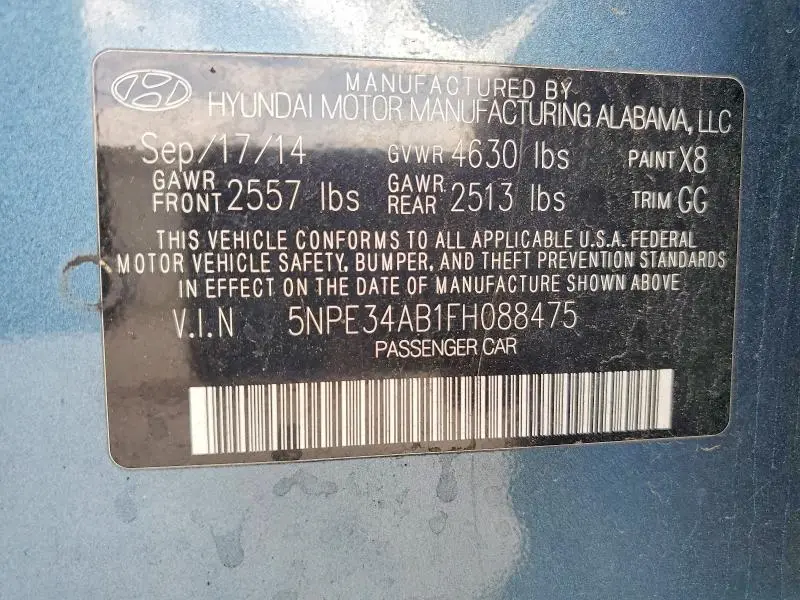 MANUFACTURED BY
HYUNDAI MOTOR MANUFACTURING ALABAMA, LLC
Sep/17/14 GVWR 4630 lbs PAINT X8
GAWR FRONT 2557 lbs GAWR REAR 2513 lbs TRIM GG
THIS VEHICLE CONFORMS TO ALL APPLICABLE U.S.A. FEDERAL
MOTOR VEHICLE SAFETY, BUMPER, AND THEFT PREVENTION STANDARDS
IN EFFECT ON THE DATE OF MANUFACTURE SHOWN ABOVE
V.I.N 5NPE34AB1FH088475
PASSENGER CAR